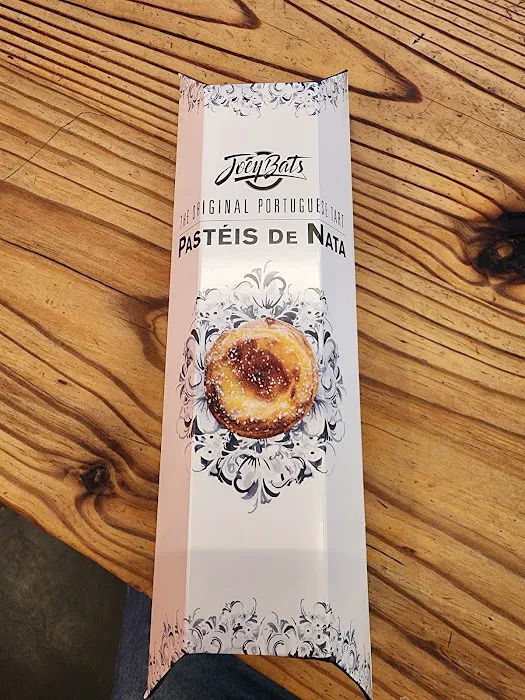 JoeyBats
THE ORIGINAL PORTUGUESE TART
PASTÉIS DE NATA